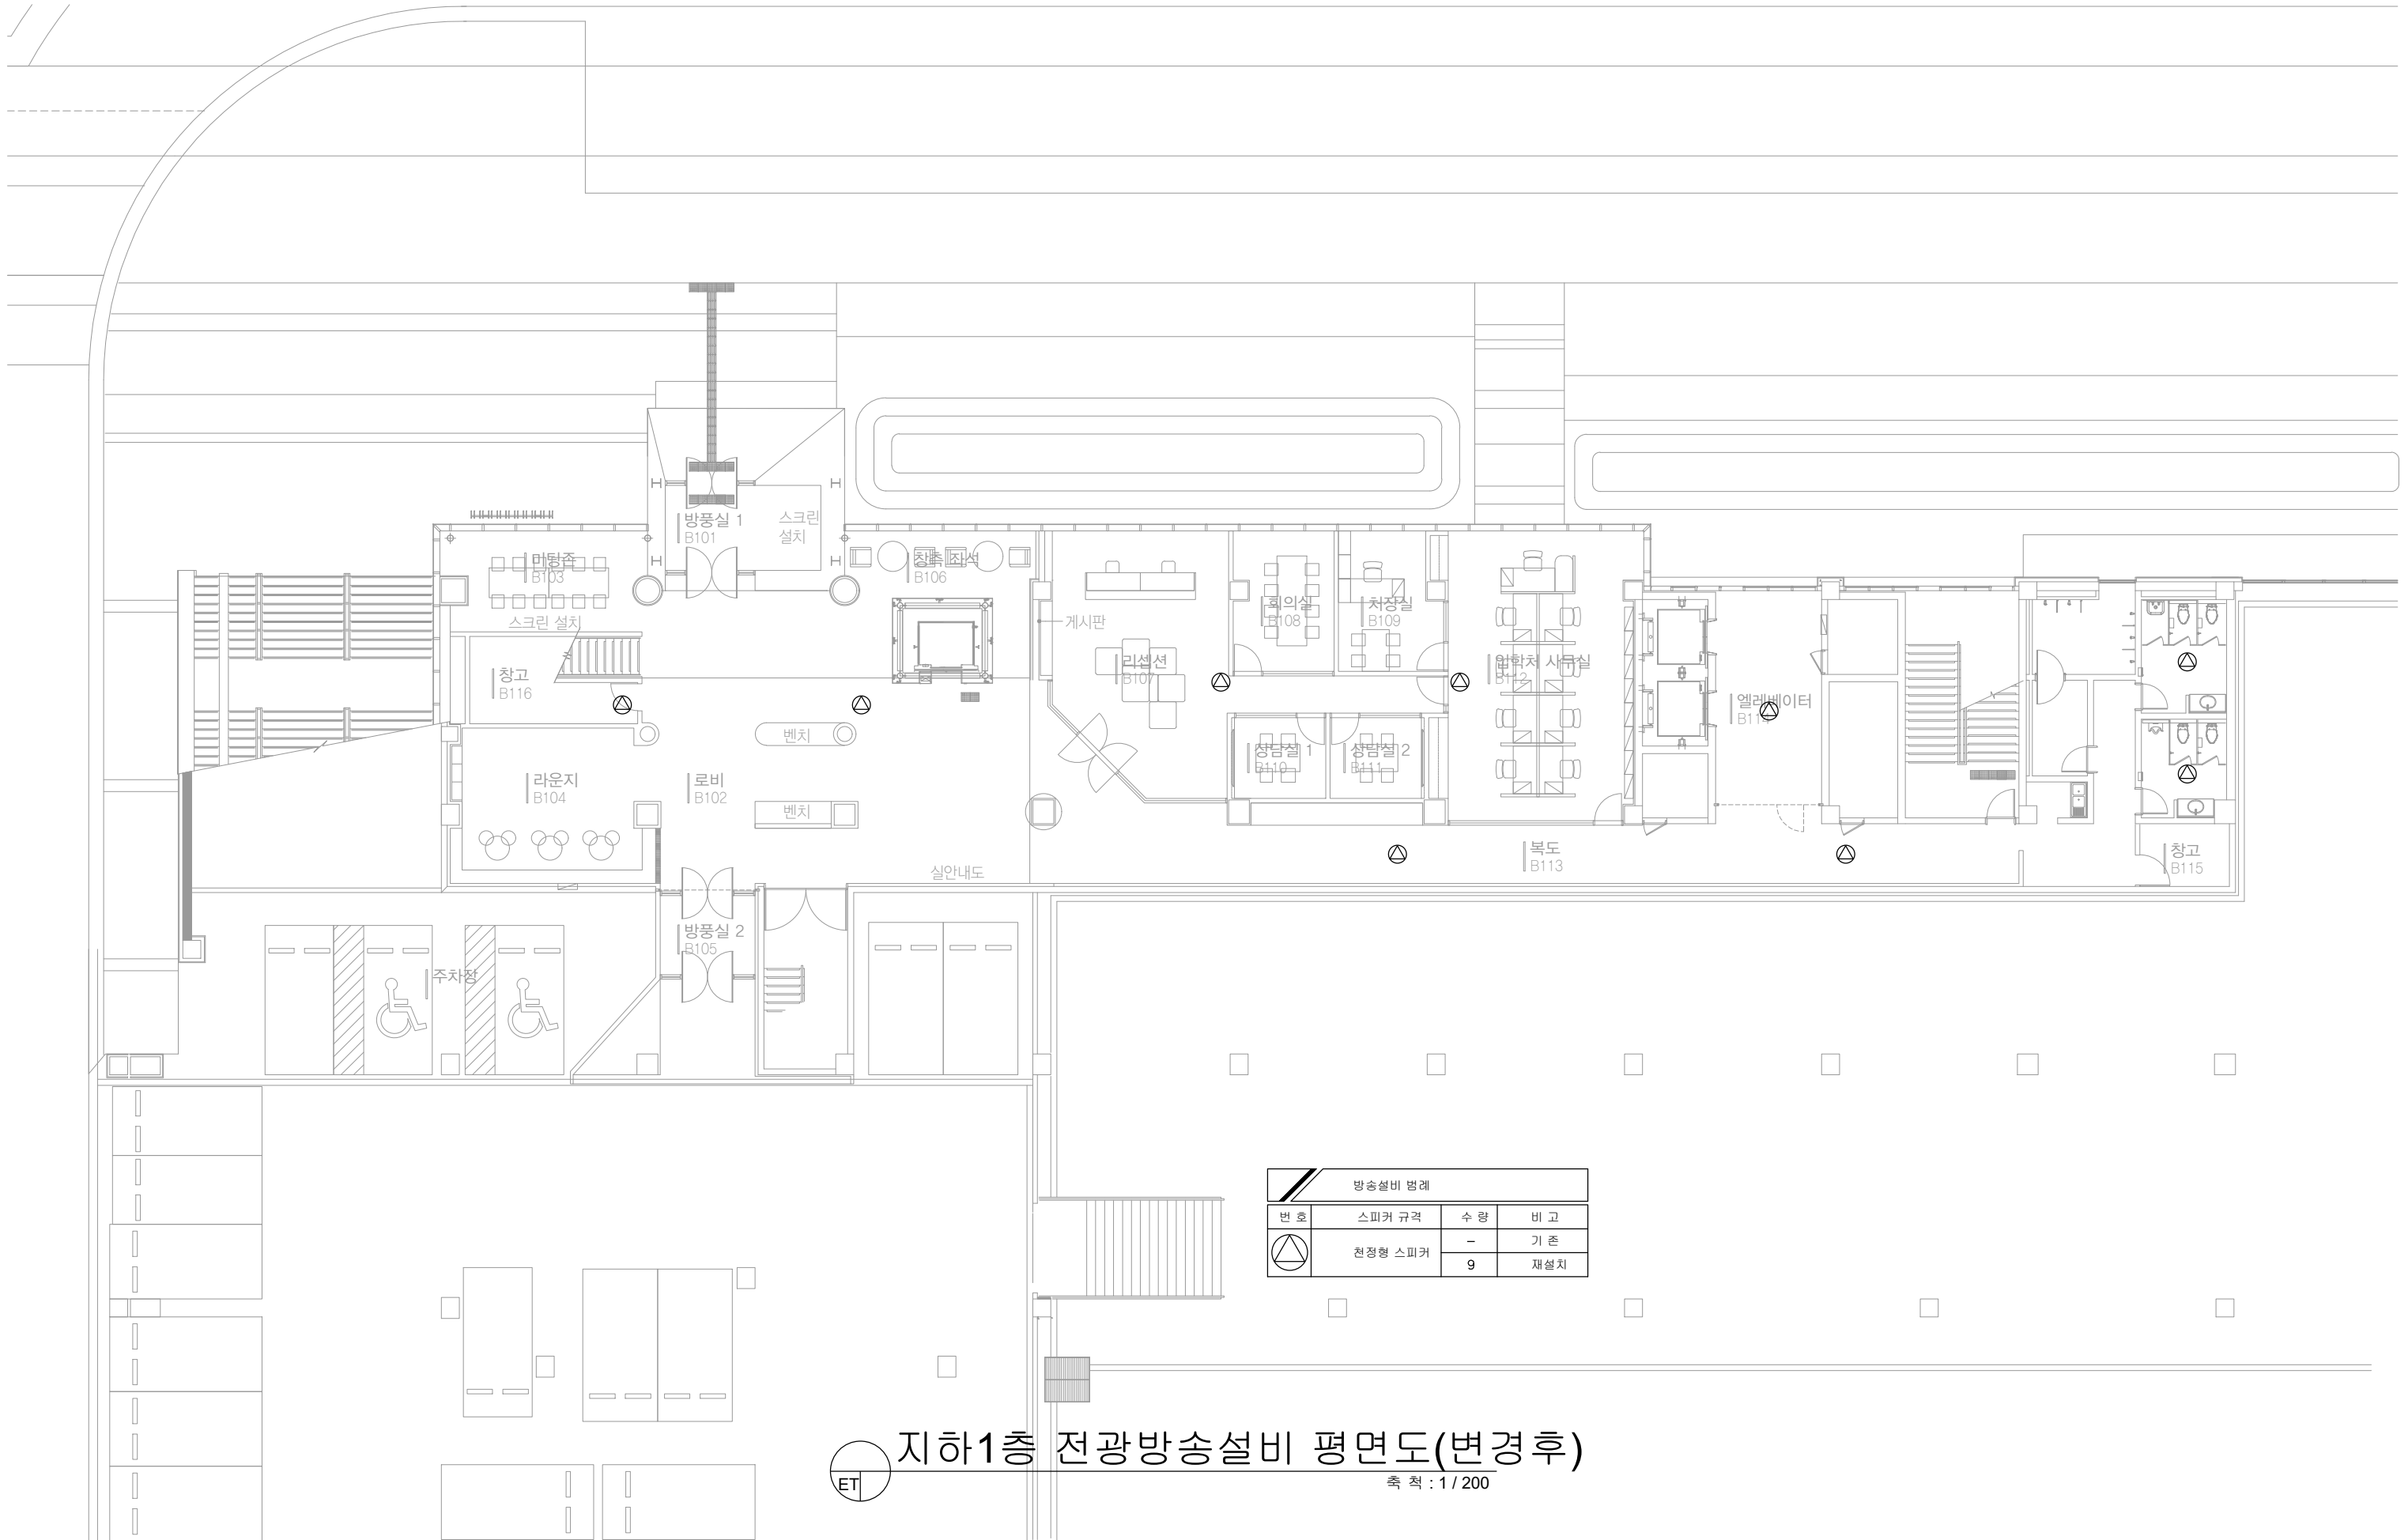 방풍실 1
B101
스크린
설치
미팅존
B103
창측 좌석
B106
스크린 설치
게시판
회의실
B108
처장실
B109
창고
B116
리셉션
B107
입학처 사무실
B112
엘레베이터
B114
벤치
상담실 1
B110
상담실 2
B111
라운지
B104
로비
B102
벤치
복도
B113
창고
B115
실안내도
방풍실 2
B105
주차장
방송설비 범례
번 호 스피커 규격 수 량 비 고
천정형 스피커 - 기 존
9 재설치
지하1층 전광방송설비 평면도(변경후)
ET
축 척 : 1 / 200